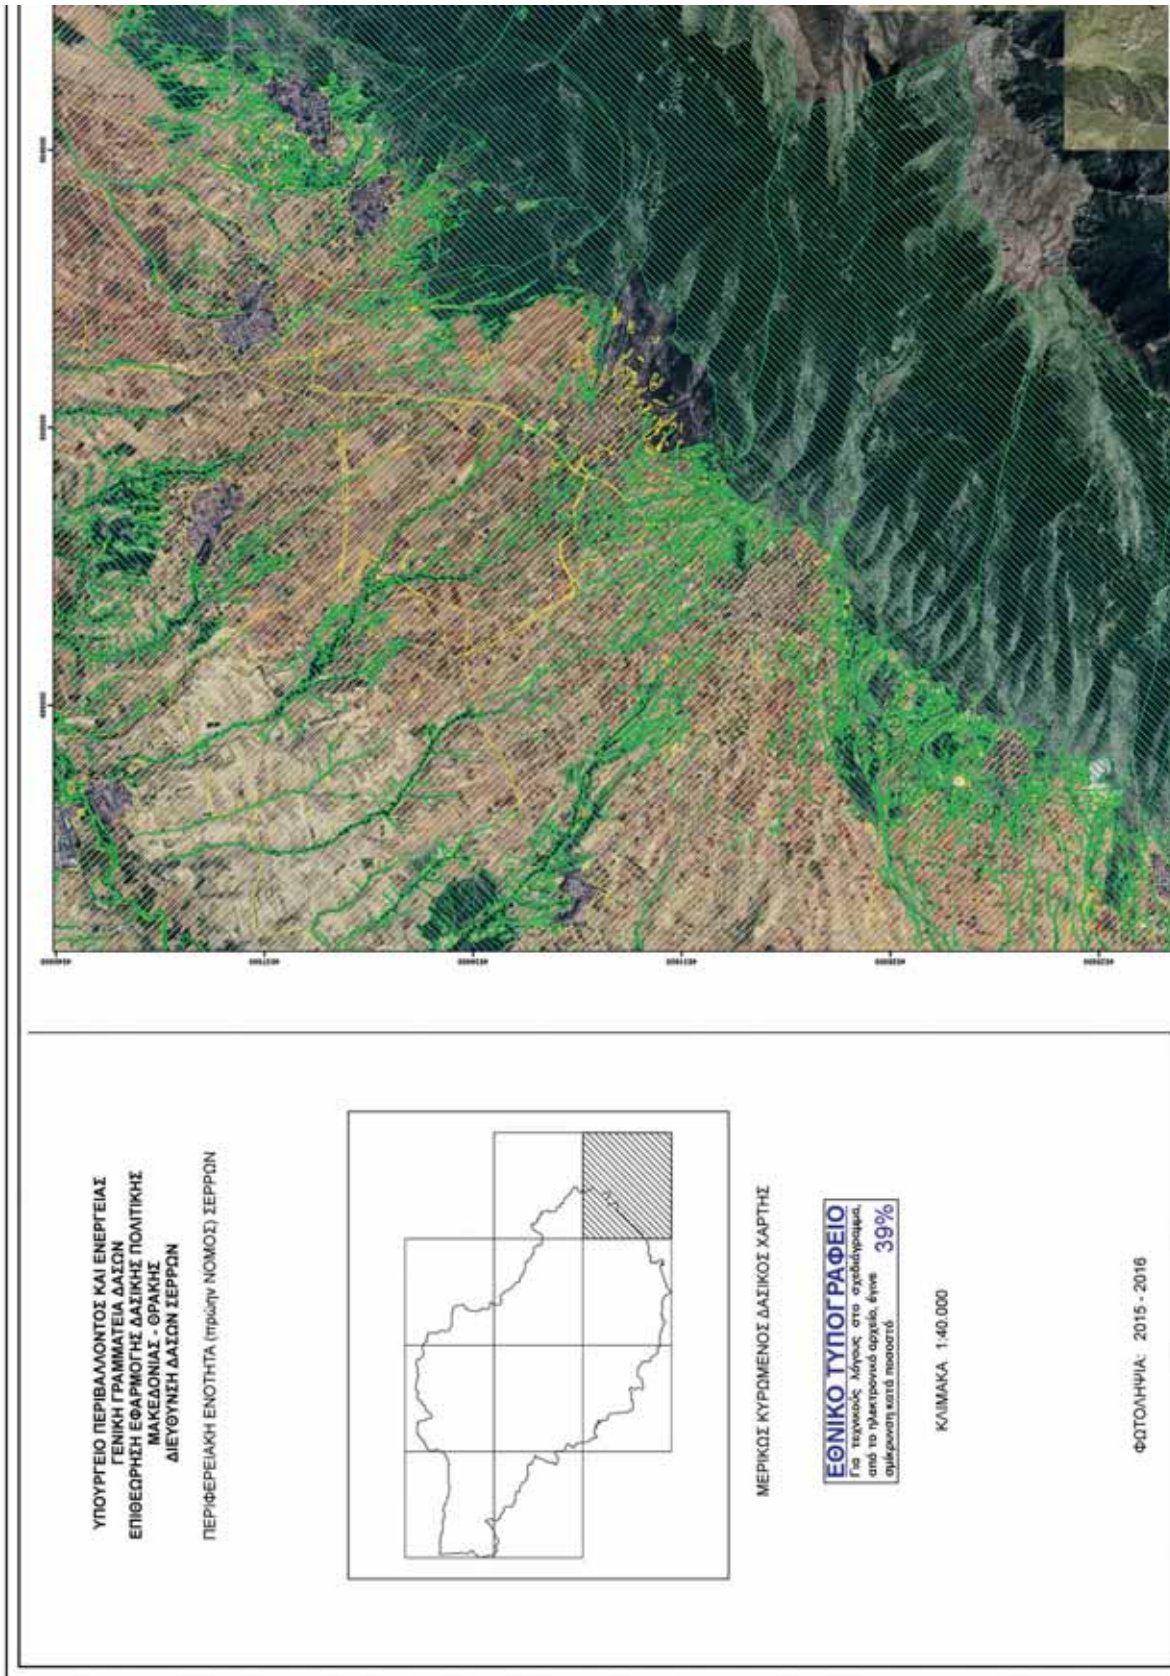 ΥΠΟΥΡΓΕΙΟ ΠΕΡΙΒΑΛΛΟΝΤΟΣ ΚΑΙ ΕΝΕΡΓΕΙΑΣ
ΓΕΝΙΚΗ ΓΡΑΜΜΑΤΕΙΑ ΔΑΣΩΝ
ΕΠΙΘΕΩΡΗΣΗ ΕΦΑΡΜΟΓΗΣ ΔΑΣΙΚΗΣ ΠΟΛΙΤΙΚΗΣ
ΜΑΚΕΔΟΝΙΑΣ - ΘΡΑΚΗΣ
ΔΙΕΥΘΥΝΣΗ ΔΑΣΩΝ ΣΕΡΡΩΝ
ΠΕΡΙΦΕΡΕΙΑΚΗ ΕΝΟΤΗΤΑ (πρώην ΝΟΜΟΣ) ΣΕΡΡΩΝ
ΜΕΡΙΚΩΣ ΚΥΡΩΜΕΝΟΣ ΔΑΣΙΚΟΣ ΧΑΡΤΗΣ
ΕΘΝΙΚΟ ΤΥΠΟΓΡΑΦΕΙΟ
Για τεχνικούς λόγους στο σχεδιάγραμμα,
από το ηλεκτρονικό αρχείο, έγινε
σμίκρυνση κατά ποσοστό 39%
ΚΛΙΜΑΚΑ 1:40.000
ΦΩΤΟΛΗΨΙΑ: 2015 - 2016